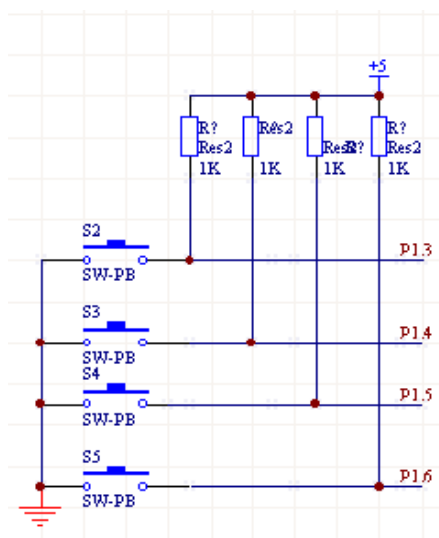 +5
R?
Res2
1K
Res2
1K
1K
R?
Res2
1K
S2
SW-PB
P1.3
S3
SW-PB
P1.4
S4
SW-PB
P1.5
S5
SW-PB
P1.6